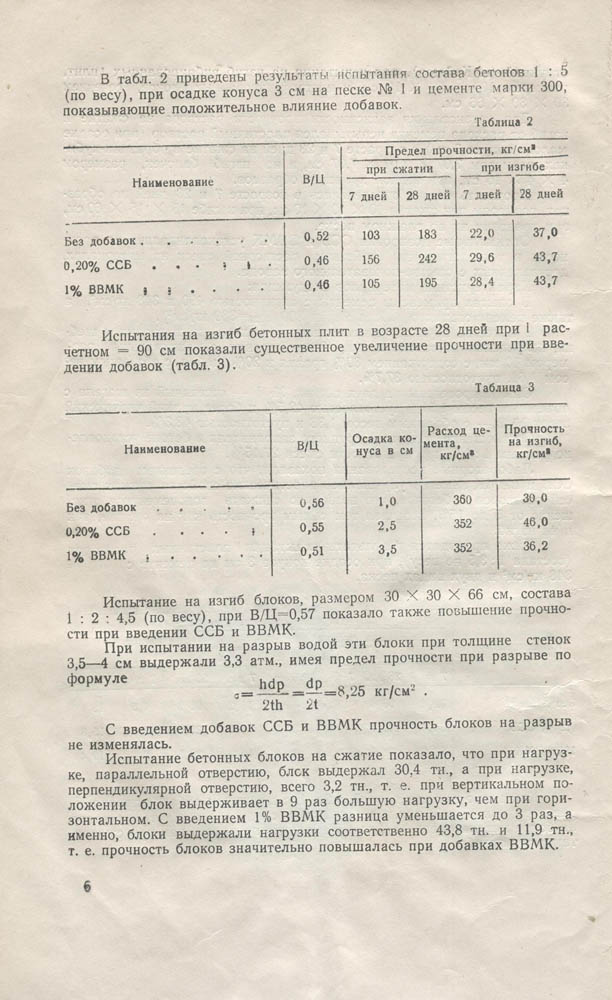 В табл. 2 приведены результаты испытания состава бетонов 1 : 5
(по весу), при осадке конуса 3 см на песке № 1 и цементе марки 300,
показывающие положительное влияние добавок.
Таблица 2
Наименование В/Ц Предел прочности, кг/см²
при сжатии при изгибе
7 дней 28 дней 7 дней 28 дней
Без добавок . . . . . . 0,52 103 183 22,0 37,0
0,20% ССБ . . . . . . 0,46 156 242 29,6 43,7
1% ВВМК . . . . . . 0,46 105 195 28,4 43,7
Испытания на изгиб бетонных плит в возрасте 28 дней при l рас-
четном = 90 см показали существенное увеличение прочности при вве-
дении добавок (табл. 3).
Таблица 3
Наименование В/Ц Осадка ко- Расход це- Прочность
нуса в см мента, на изгиб,
кг/см³ кг/см²
Без добавок . . . . . 0,56 1,0 360 30,0
0,20% ССБ . . . . . 0,55 2,5 352 46,0
1% ВВМК . . . . . . 0,51 3,5 352 36,2
Испытание на изгиб блоков, размером 30 × 30 × 66 см, состава
1 : 2 : 4,5 (по весу), при В/Ц=0,57 показало также повышение прочно-
сти при введении ССБ и ВВМК.
При испытании на разрыв водой эти блоки при толщине стенок
3,5—4 см выдержали 3,3 атм., имея предел прочности при разрыве по
формуле
σ = hdp/2th = dp/2t = 8,25 кг/см² .
С введением добавок ССБ и ВВМК прочность блоков на разрыв
не изменялась.
Испытание бетонных блоков на сжатие показало, что при нагруз-
ке, параллельной отверстию, блок выдержал 30,4 тн., а при нагрузке,
перпендикулярной отверстию, всего 3,2 тн., т. е. при вертикальном по-
ложении блок выдерживает в 9 раз большую нагрузку, чем при гори-
зонтальном. С введением 1% ВВМК разница уменьшается до 3 раз, а
именно, блоки выдержали нагрузки соответственно 43,8 тн. и 11,9 тн.,
т. е. прочность блоков значительно повышалась при добавках ВВМК.
6